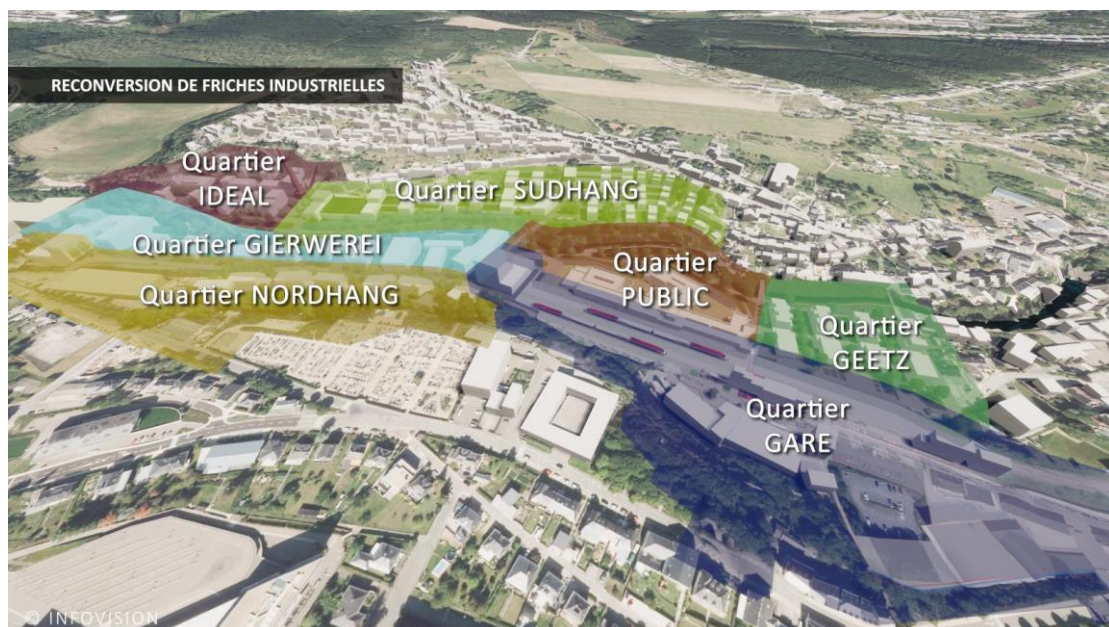 RECONVERSION DE FRICHES INDUSTRIELLES
Quartier
IDEAL
Quartier SUDHANG
Quartier GIERWEREI
Quartier
PUBLIC
Quartier NORDHANG
Quartier
GEETZ
Quartier
GARE
© INFOVISION